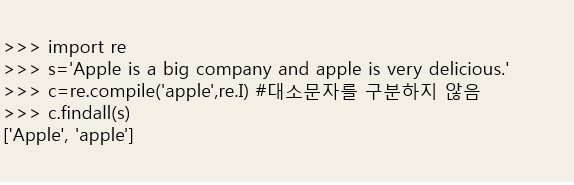 >>> import re
>>> s='Apple is a big company and apple is very delicious.'
>>> c=re.compile('apple',re.I) #대소문자를 구분하지 않음
>>> c.findall(s)
['Apple', 'apple']